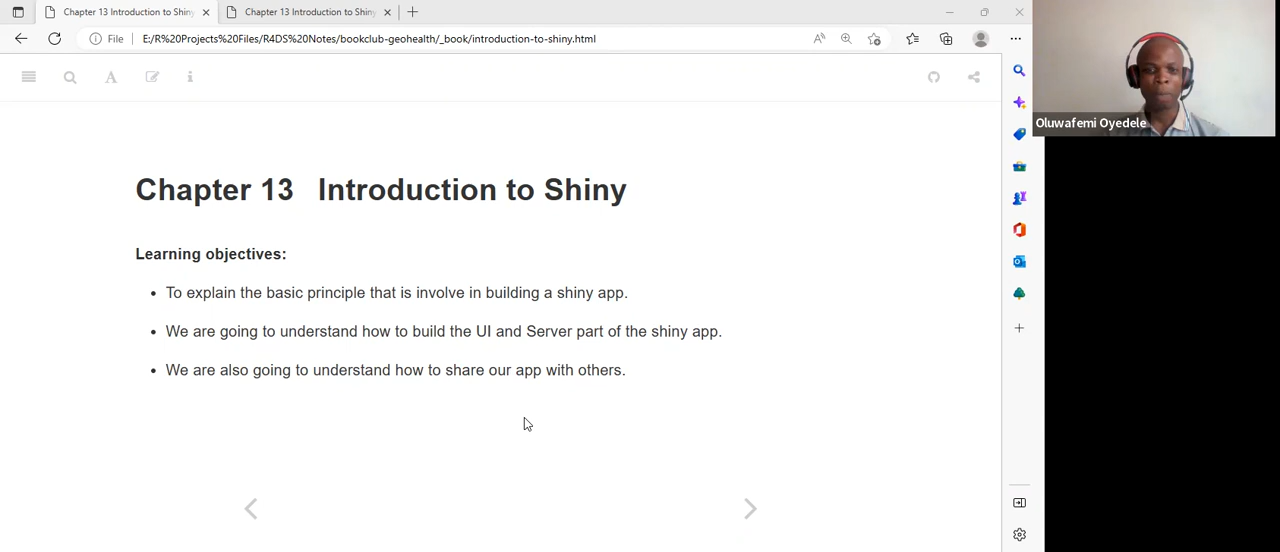 Chapter 13 Introduction to Shiny
Chapter 13 Introduction to Shiny
File
E:/R%20Projects%20Files/R4DS%20Notes/bookclub-geohealth/_book/introduction-to-shiny.html
Oluwafemi Oyedele
Chapter 13 Introduction to Shiny
Learning objectives:
• To explain the basic principle that is involve in building a shiny app.
• We are going to understand how to build the UI and Server part of the shiny app.
• We are also going to understand how to share our app with others.